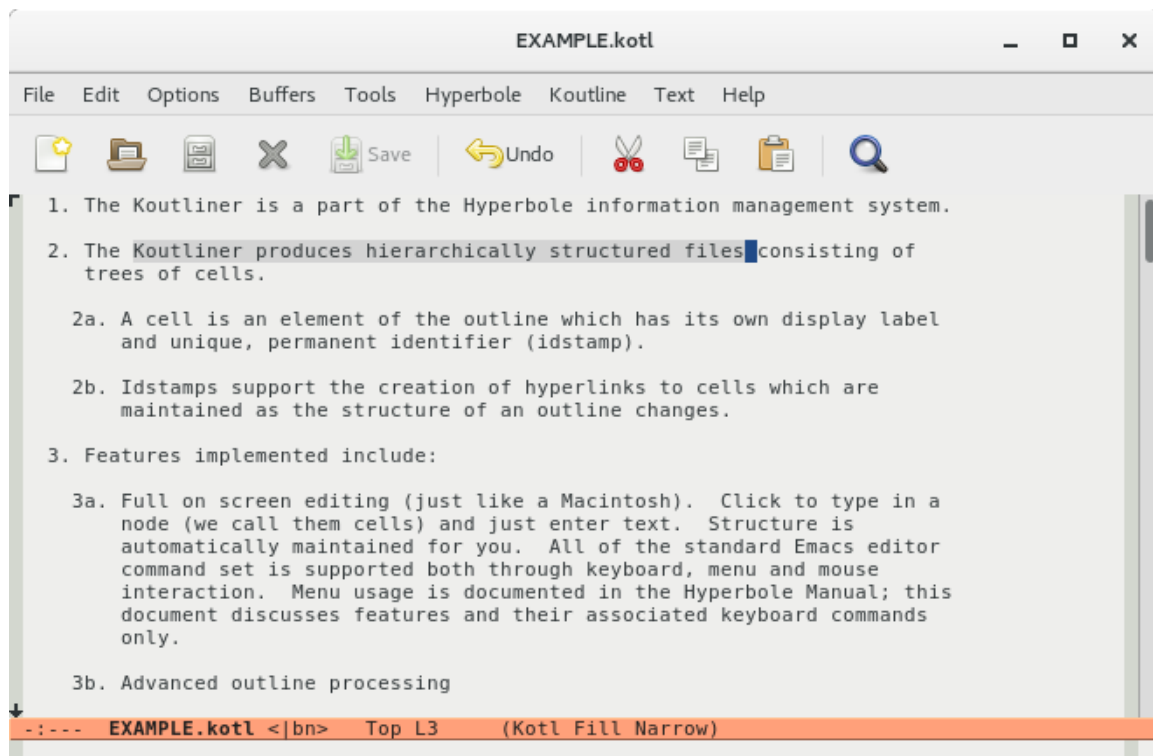 EXAMPLE.kotl
File Edit Options Buffers Tools Hyperbole Koutline Text Help
Save Undo
1. The Koutliner is a part of the Hyperbole information management system.
2. The Koutliner produces hierarchically structured files consisting of
trees of cells.
2a. A cell is an element of the outline which has its own display label
and unique, permanent identifier (idstamp).
2b. Idstamps support the creation of hyperlinks to cells which are
maintained as the structure of an outline changes.
3. Features implemented include:
3a. Full on screen editing (just like a Macintosh).  Click to type in a
node (we call them cells) and just enter text.  Structure is
automatically maintained for you.  All of the standard Emacs editor
command set is supported both through keyboard, menu and mouse
interaction.  Menu usage is documented in the Hyperbole Manual; this
document discusses features and their associated keyboard commands
only.
3b. Advanced outline processing
-:---  EXAMPLE.kotl <|bn>   Top L3     (Kotl Fill Narrow)